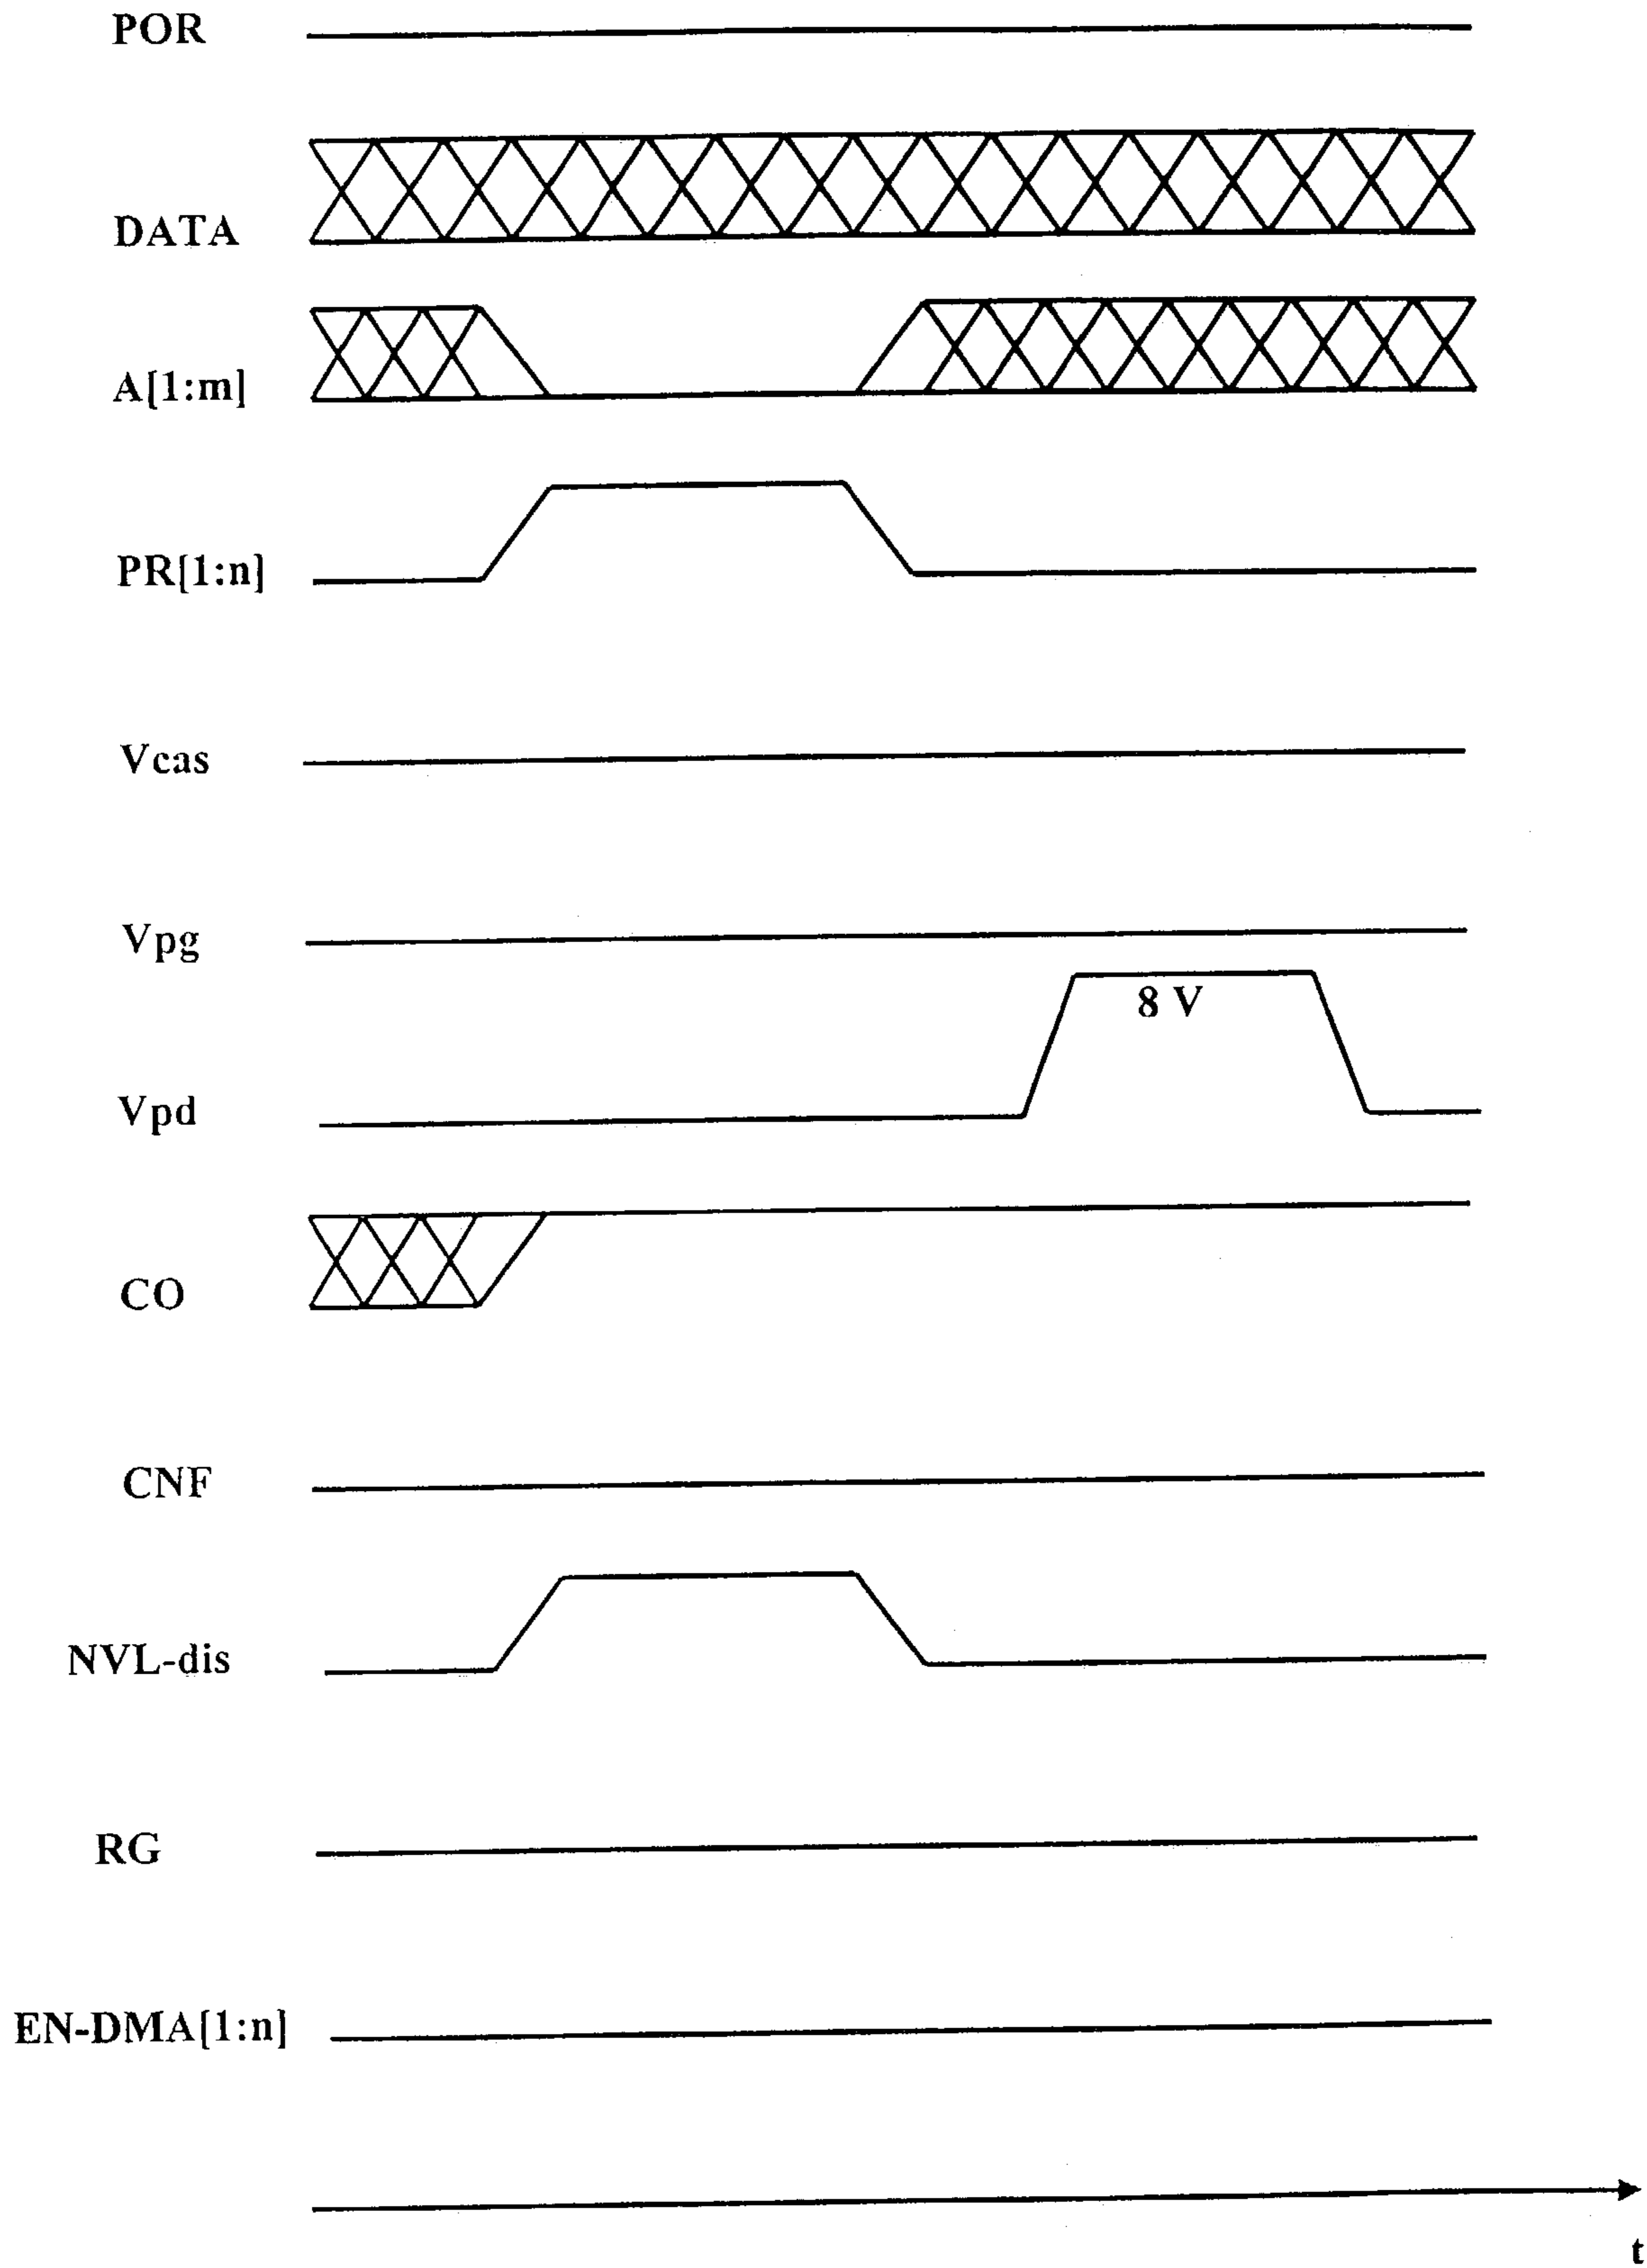 POR
DATA
A[1:m]
PR[1:n]
Vcas
Vpg
8 V
Vpd
CO
CNF
NVL-dis
RG
EN-DMA[1:n]
t